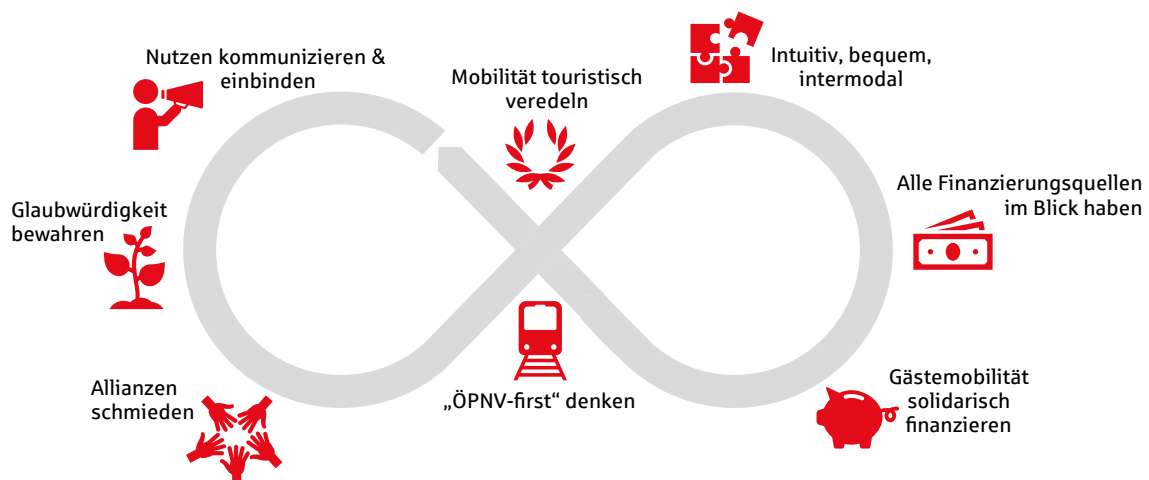 Nutzen kommunizieren &
einbinden
Mobilität touristisch
veredeln
Intuitiv, bequem,
intermodal
Glaubwürdigkeit
bewahren
Alle Finanzierungsquellen
im Blick haben
Allianzen
schmieden
„ÖPNV-first“ denken
Gästemobilität
solidarisch
finanzieren